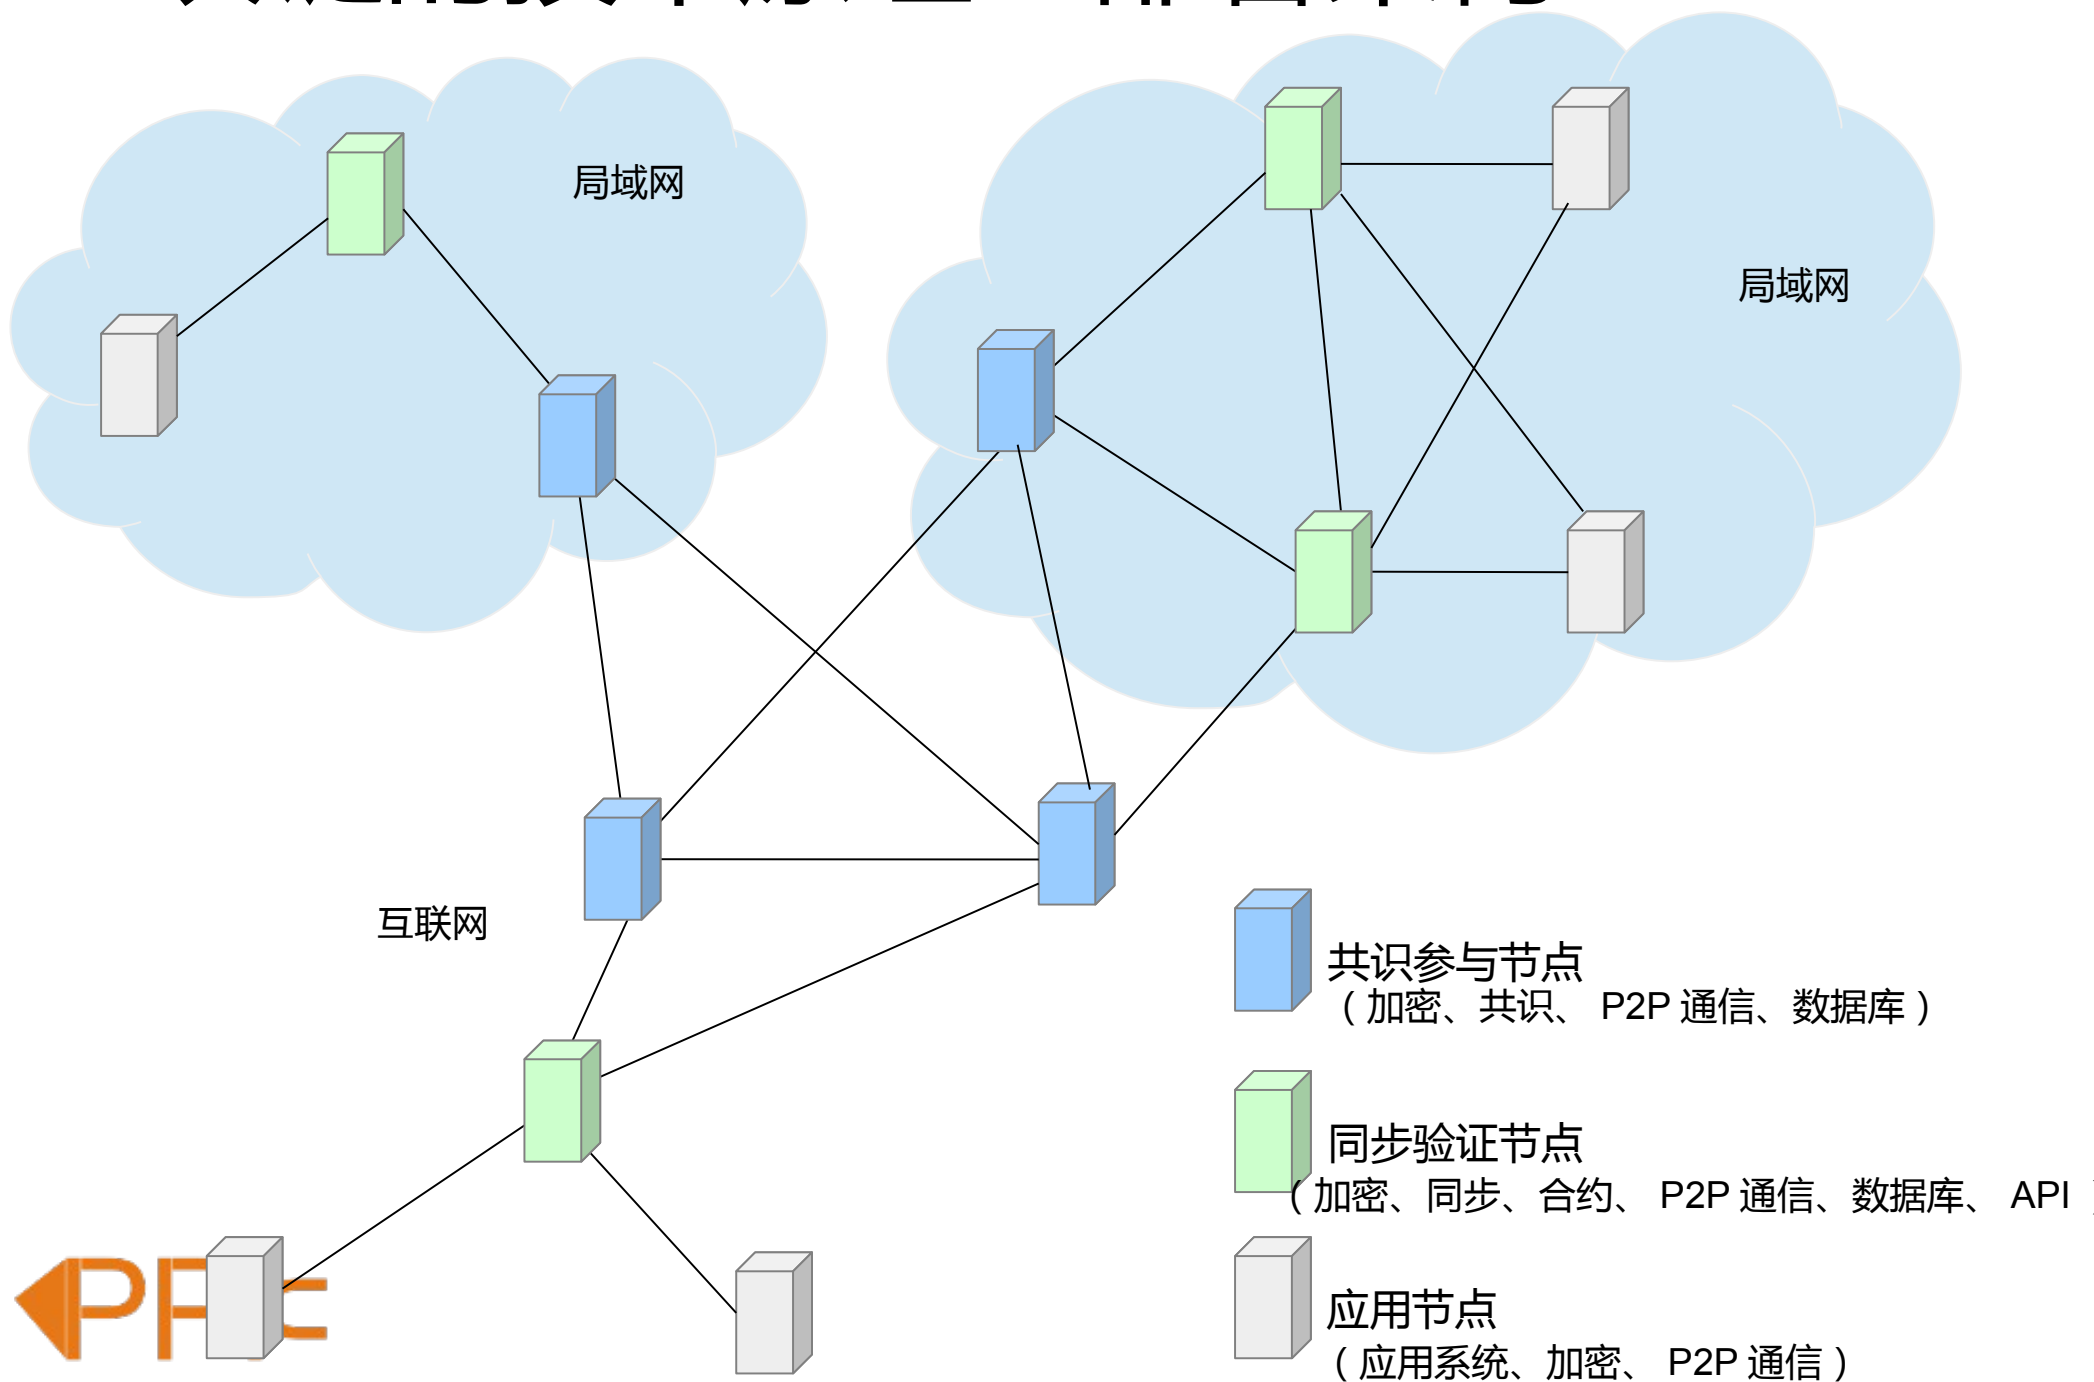 局域网
局域网
互联网
共识参与节点
（加密、共识、 P2P 通信、数据库）
同步验证节点
（加密、同步、合约、 P2P 通信、数据库、 API ）
应用节点
（应用系统、加密、 P2P 通信）